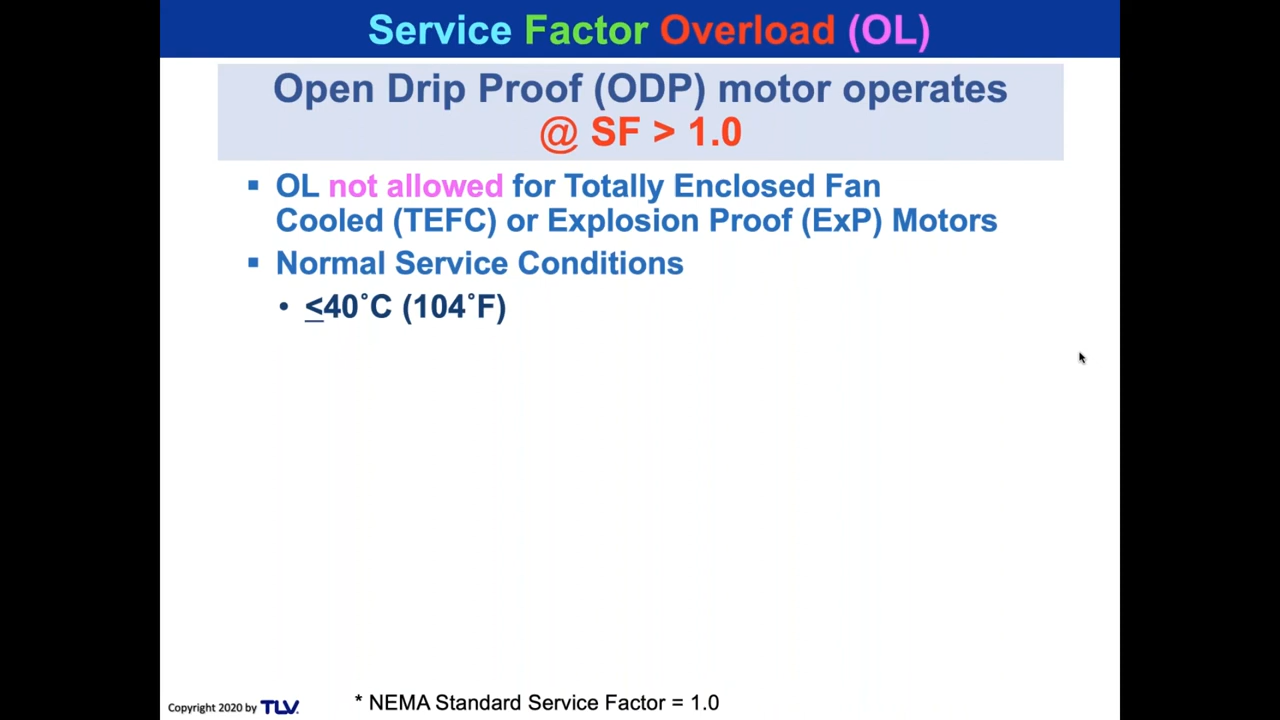 Service Factor Overload (OL)
Open Drip Proof (ODP) motor operates
@ SF > 1.0
▪ OL not allowed for Totally Enclosed Fan
Cooled (TEFC) or Explosion Proof (ExP) Motors
▪ Normal Service Conditions
• ≤40˚C (104˚F)
Copyright 2020 by TLV.
* NEMA Standard Service Factor = 1.0